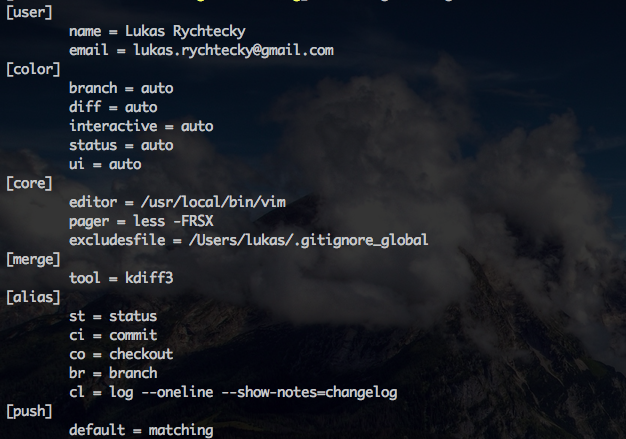 [user]
name = Lukas Rychtecky
email = lukas.rychtecky@gmail.com
[color]
branch = auto
diff = auto
interactive = auto
status = auto
ui = auto
[core]
editor = /usr/local/bin/vim
pager = less -FRSX
excludesfile = /Users/lukas/.gitignore_global
[merge]
tool = kdiff3
[alias]
st = status
ci = commit
co = checkout
br = branch
cl = log --oneline --show-notes=changelog
[push]
default = matching